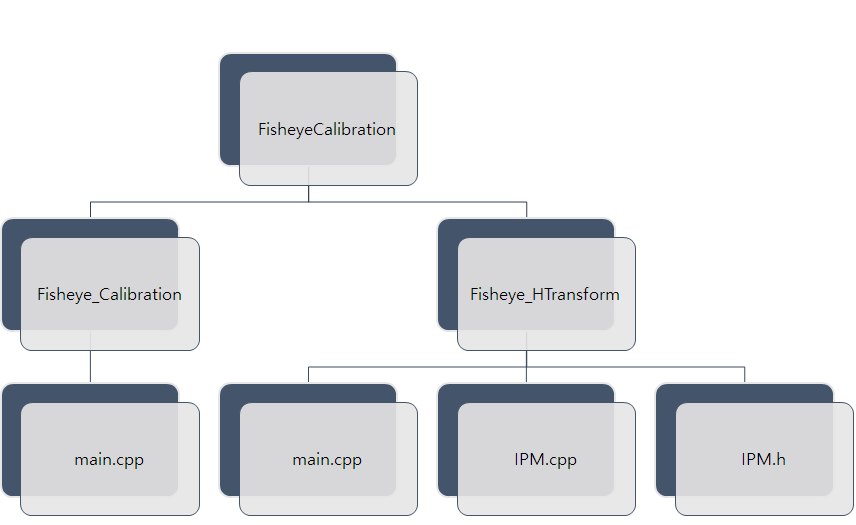 FisheyeCalibration
Fisheye_Calibration
Fisheye_HTransform
main.cpp
main.cpp
IPM.cpp
IPM.h